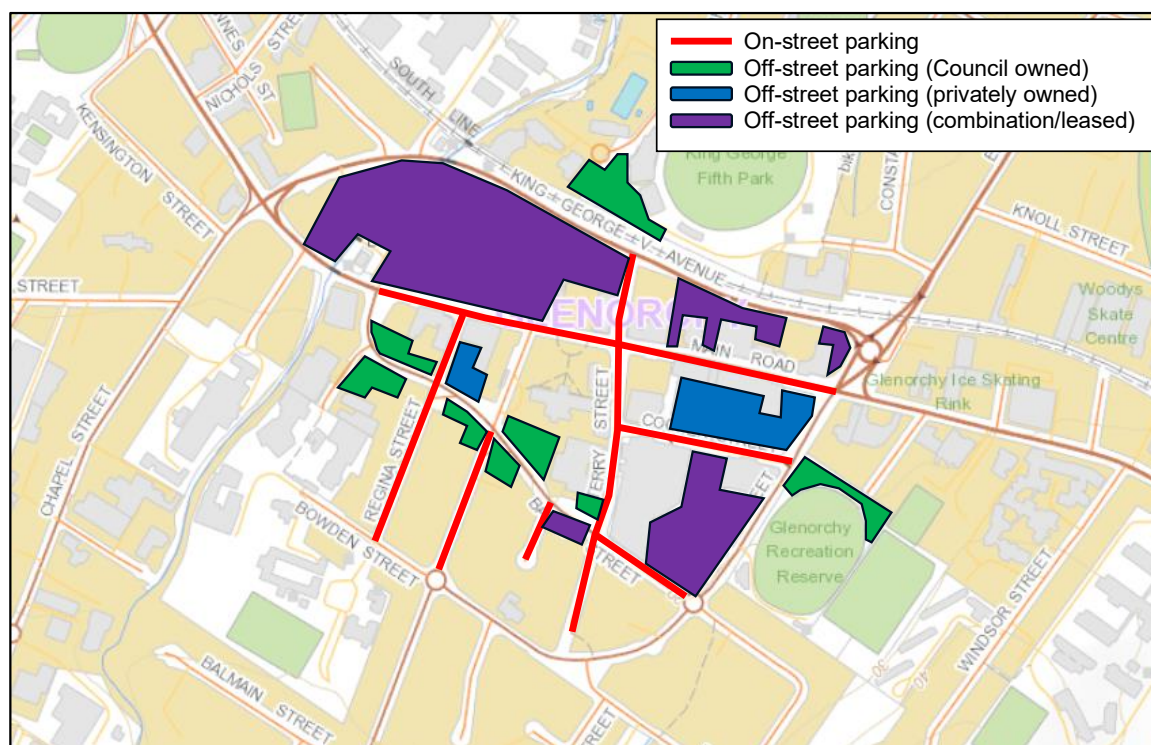 On-street parking
Off-street parking (Council owned)
Off-street parking (privately owned)
Off-street parking (combination/leased)
NICHOLS ST
KENSINGTON
STREET
SOUTH
LINE
King George
Fifth Park
KING GEORGE V AVENUE
KNOLL STREET
Woodys
Skate
Centre
STREET
MAIN ROAD
Glenorchy Ice Skating
Rink
CHAPEL STREET
REGINA STREET
STREET
BOWDEN STREET
STREET
Glenorchy
Recreation
Reserve
WINDSOR STREET
30
40
BALMAIN STREET